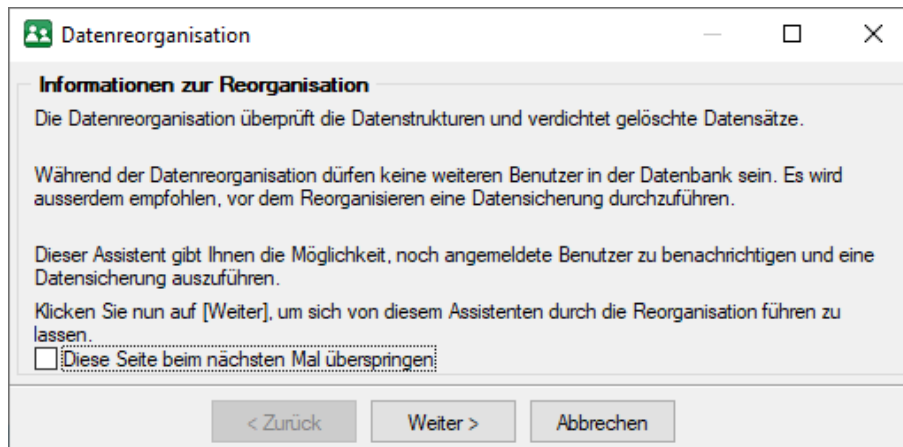 Datenreorganisation
Informationen zur Reorganisation
Die Datenreorganisation überprüft die Datenstrukturen und verdichtet gelöschte Datensätze.
Während der Datenreorganisation dürfen keine weiteren Benutzer in der Datenbank sein. Es wird
ausserdem empfohlen, vor dem Reorganisieren eine Datensicherung durchzuführen.
Dieser Assistent gibt Ihnen die Möglichkeit, noch angemeldete Benutzer zu benachrichtigen und eine
Datensicherung auszuführen.
Klicken Sie nun auf [Weiter], um sich von diesem Assistenten durch die Reorganisation führen zu
lassen.
Diese Seite beim nächsten Mal überspringen
< Zurück Weiter > Abbrechen